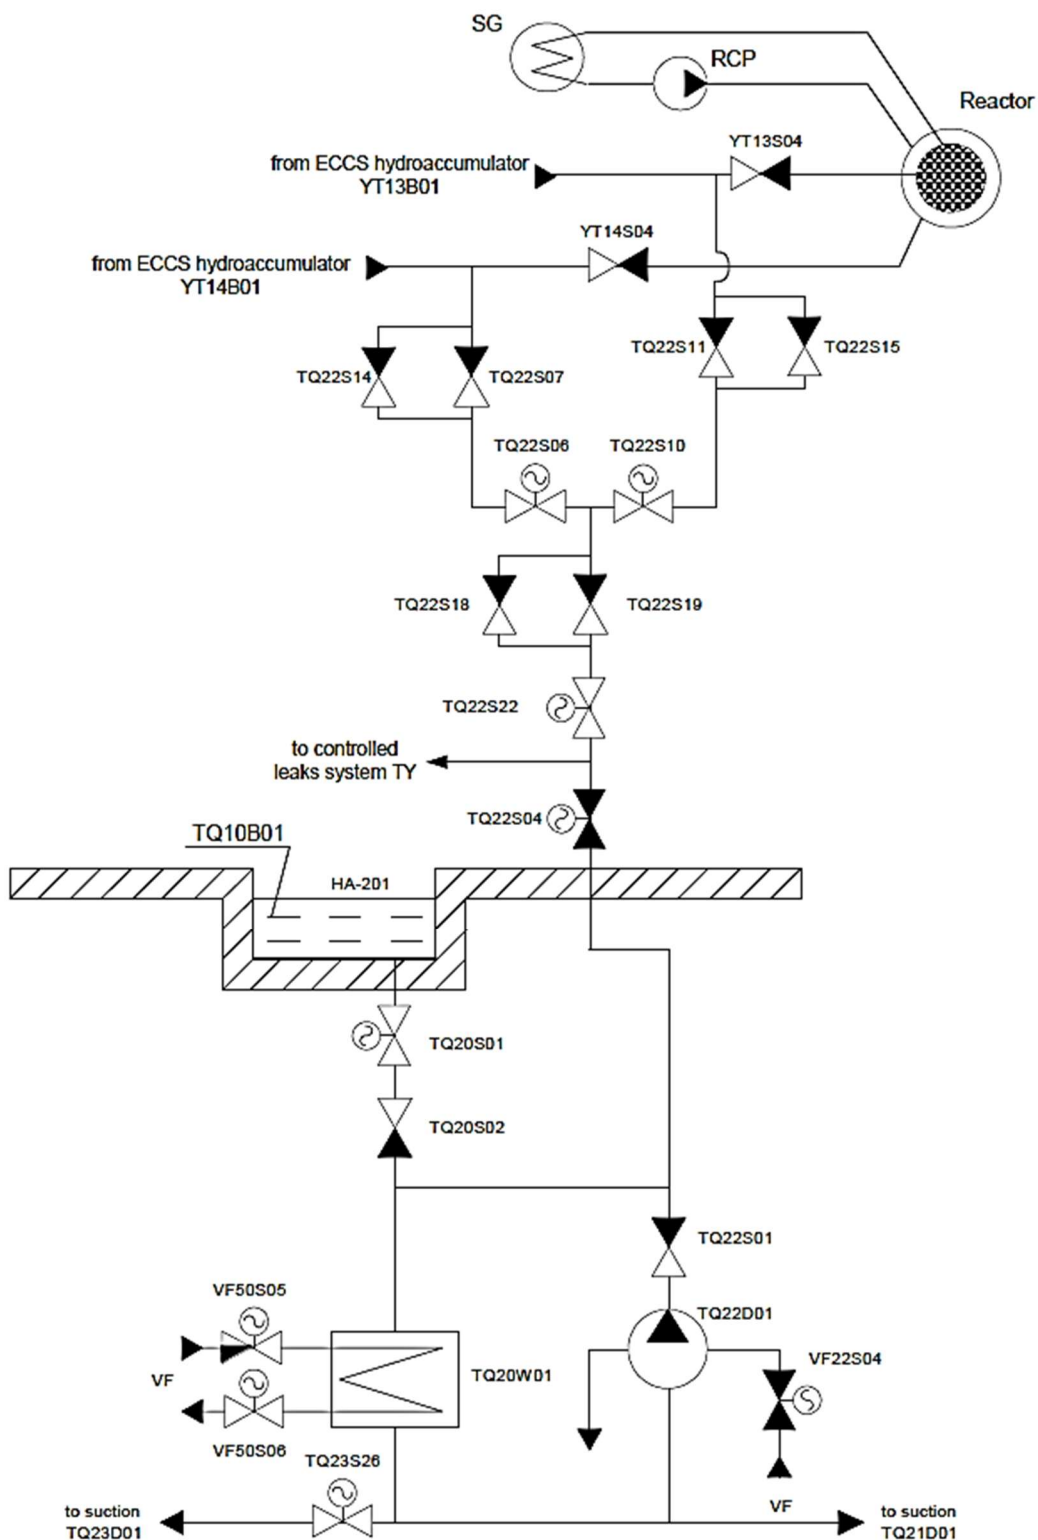 SG
RCP
Reactor
YT13S04
from ECCS hydroaccumulator
YT13B01
YT14S04
from ECCS hydroaccumulator
YT14B01
TQ22S11
TQ22S15
TQ22S14
TQ22S07
TQ22S06
TQ22S10
TQ22S18
TQ22S19
TQ22S22
to controlled
leaks system TY
TQ22S04
TQ10B01
HA-201
TQ20S01
TQ20S02
TQ22S01
VF50S05
TQ22D01
VF
TQ20W01
VF22S04
VF50S06
TQ23S26
VF
to suction
TQ23D01
to suction
TQ21D01